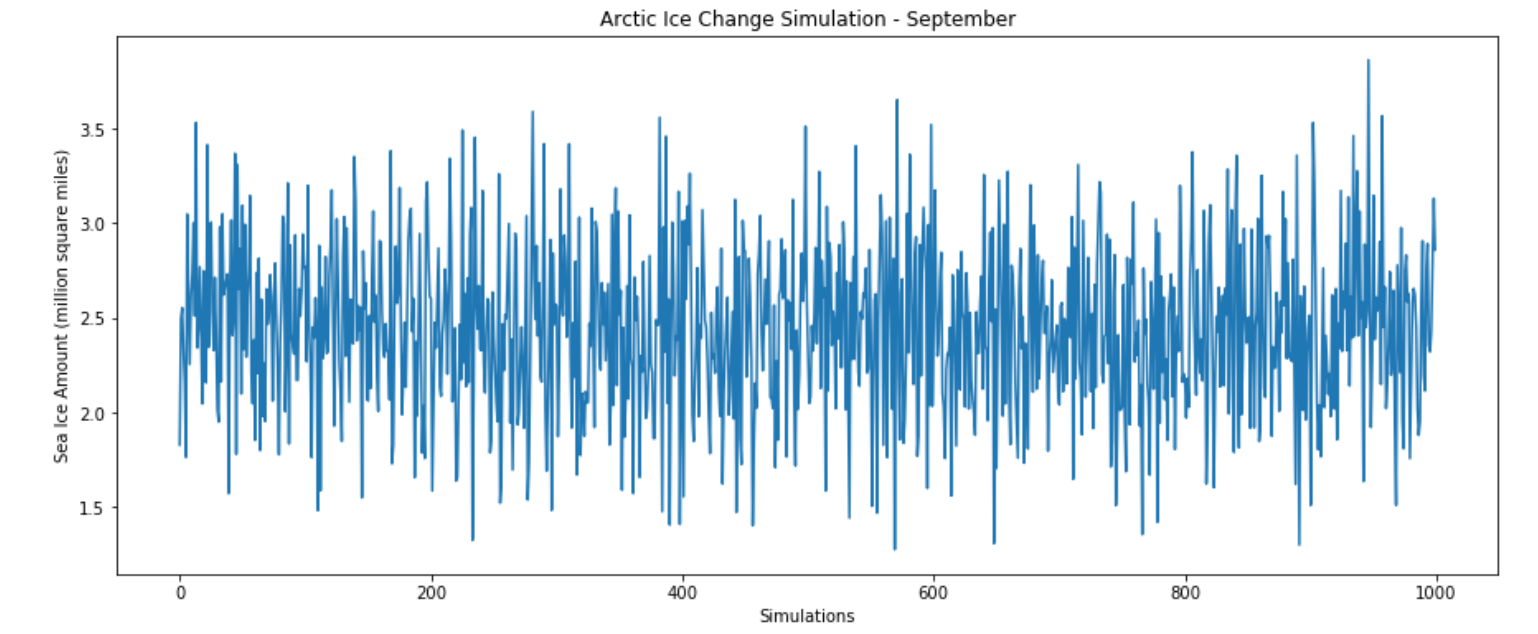 Arctic Ice Change Simulation - September
Sea Ice Amount (million square miles)
3.5
3.0
2.5
2.0
1.5
0 200 400 600 800 1000
Simulations